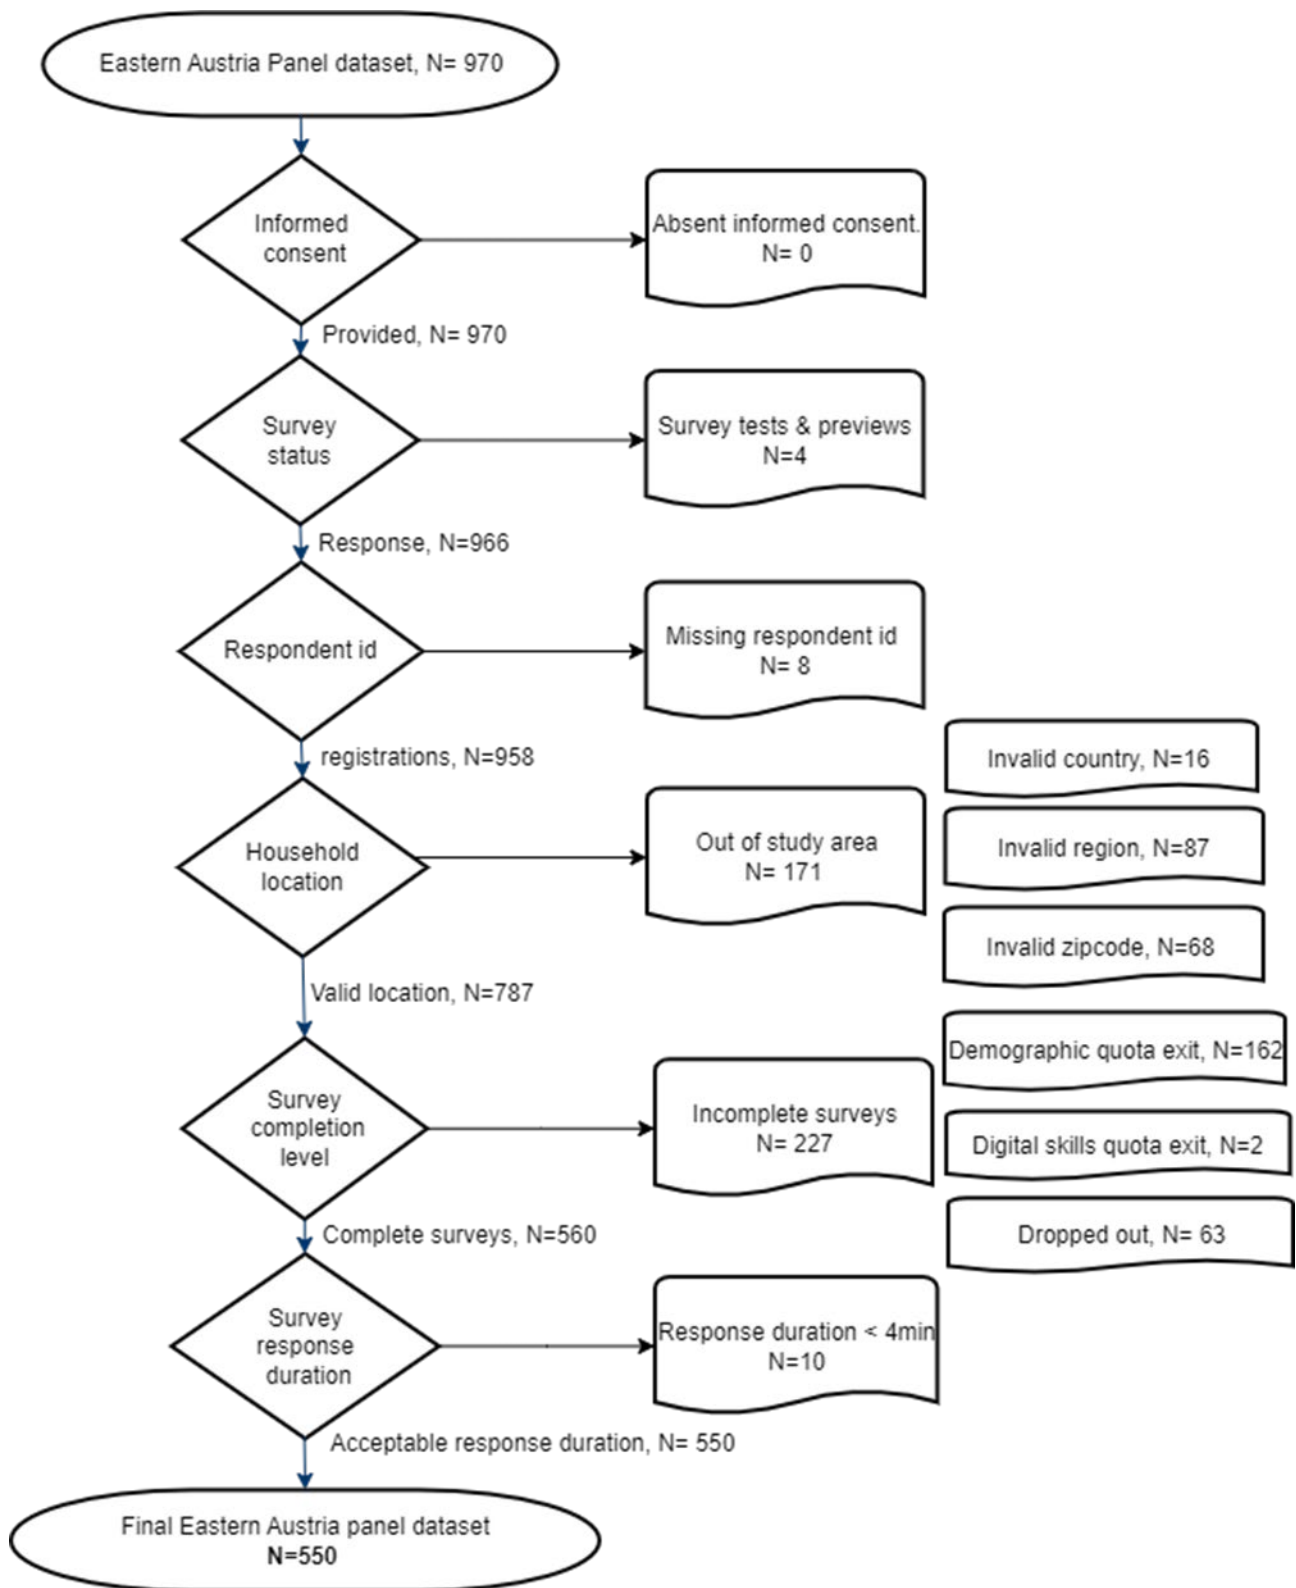 Eastern Austria Panel dataset, N= 970
Informed
consent
Absent informed consent.
N= 0
Provided, N= 970
Survey
status
Survey tests & previews
N=4
Response, N=966
Respondent id
Missing respondent id
N= 8
registrations, N=958
Household
location
Out of study area
N= 171
Invalid country, N=16
Invalid region, N=87
Invalid zipcode, N=68
Valid location, N=787
Survey
completion
level
Incomplete surveys
N= 227
Demographic quota exit, N=162
Digital skills quota exit, N=2
Dropped out, N= 63
Complete surveys, N=560
Survey
response
duration
Response duration < 4min
N=10
Acceptable response duration, N= 550
Final Eastern Austria panel dataset
N=550